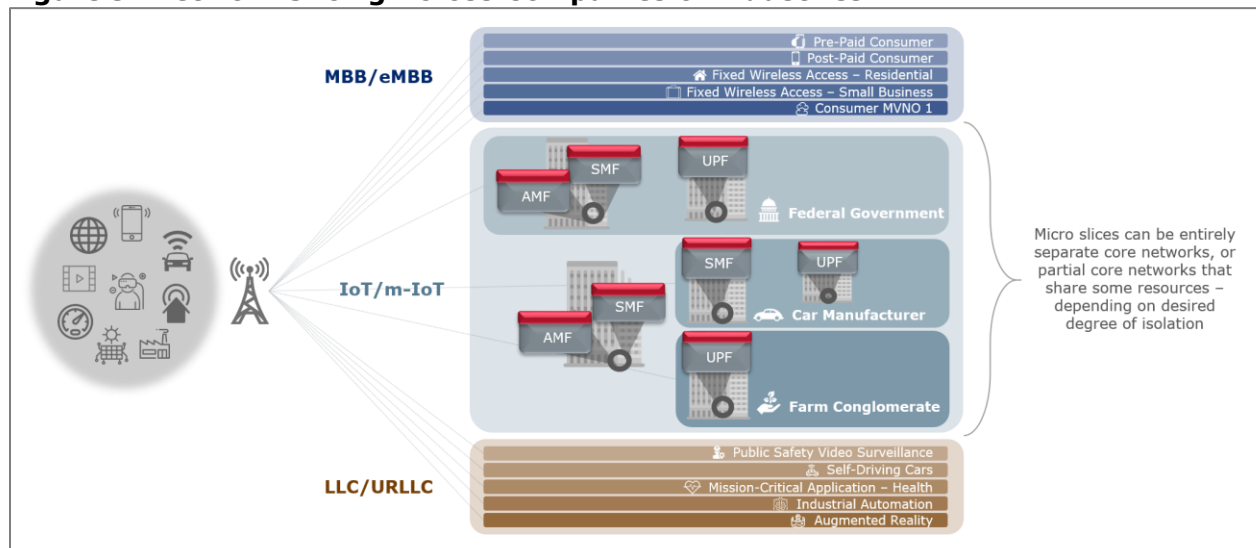 MBB/eMBB
Pre-Paid Consumer
Post-Paid Consumer
Fixed Wireless Access – Residential
Fixed Wireless Access – Small Business
Consumer MVNO 1
AMF
SMF
UPF
Federal Government
IoT/m-IoT
AMF
SMF
SMF
UPF
Car Manufacturer
UPF
Farm Conglomerate
Micro slices can be entirely
separate core networks, or
partial core networks that
share some resources –
depending on desired
degree of isolation
LLC/URLLC
Public Safety Video Surveillance
Self-Driving Cars
Mission-Critical Application – Health
Industrial Automation
Augmented Reality